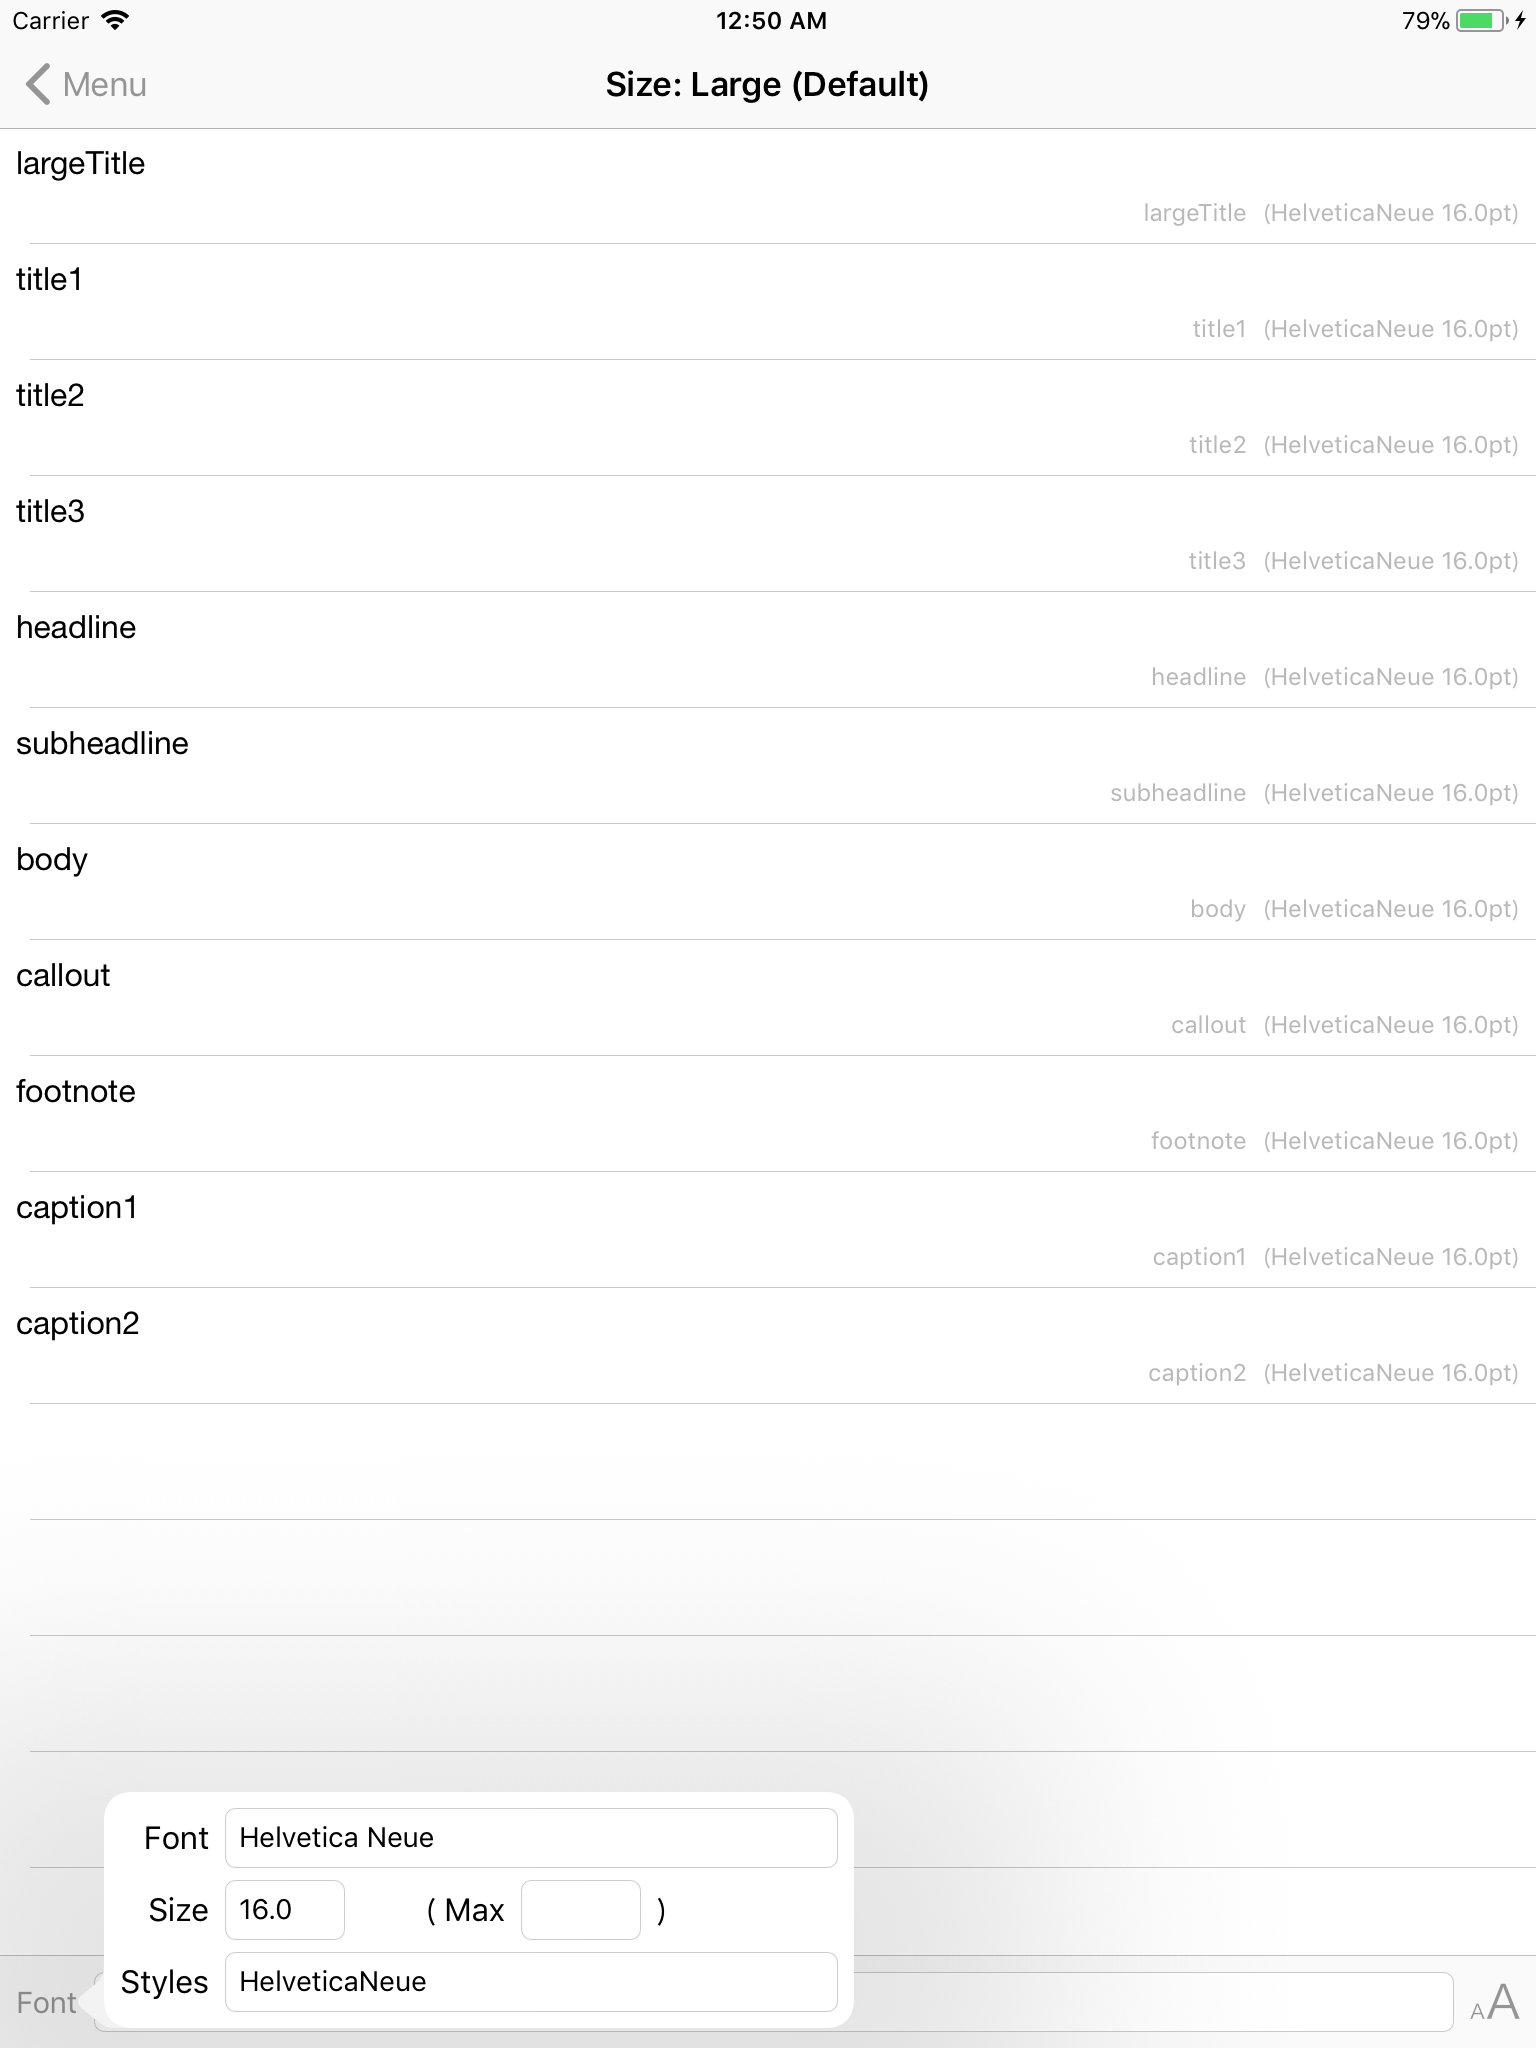 Carrier 12:50 AM 79%
Menu Size: Large (Default)
largeTitle
largeTitle (HelveticaNeue 16.0pt)
title1
title1 (HelveticaNeue 16.0pt)
title2
title2 (HelveticaNeue 16.0pt)
title3
title3 (HelveticaNeue 16.0pt)
headline
headline (HelveticaNeue 16.0pt)
subheadline
subheadline (HelveticaNeue 16.0pt)
body
body (HelveticaNeue 16.0pt)
callout
callout (HelveticaNeue 16.0pt)
footnote
footnote (HelveticaNeue 16.0pt)
caption1
caption1 (HelveticaNeue 16.0pt)
caption2
caption2 (HelveticaNeue 16.0pt)
Font Helvetica Neue
Size 16.0 ( Max )
Styles HelveticaNeue
Font AA